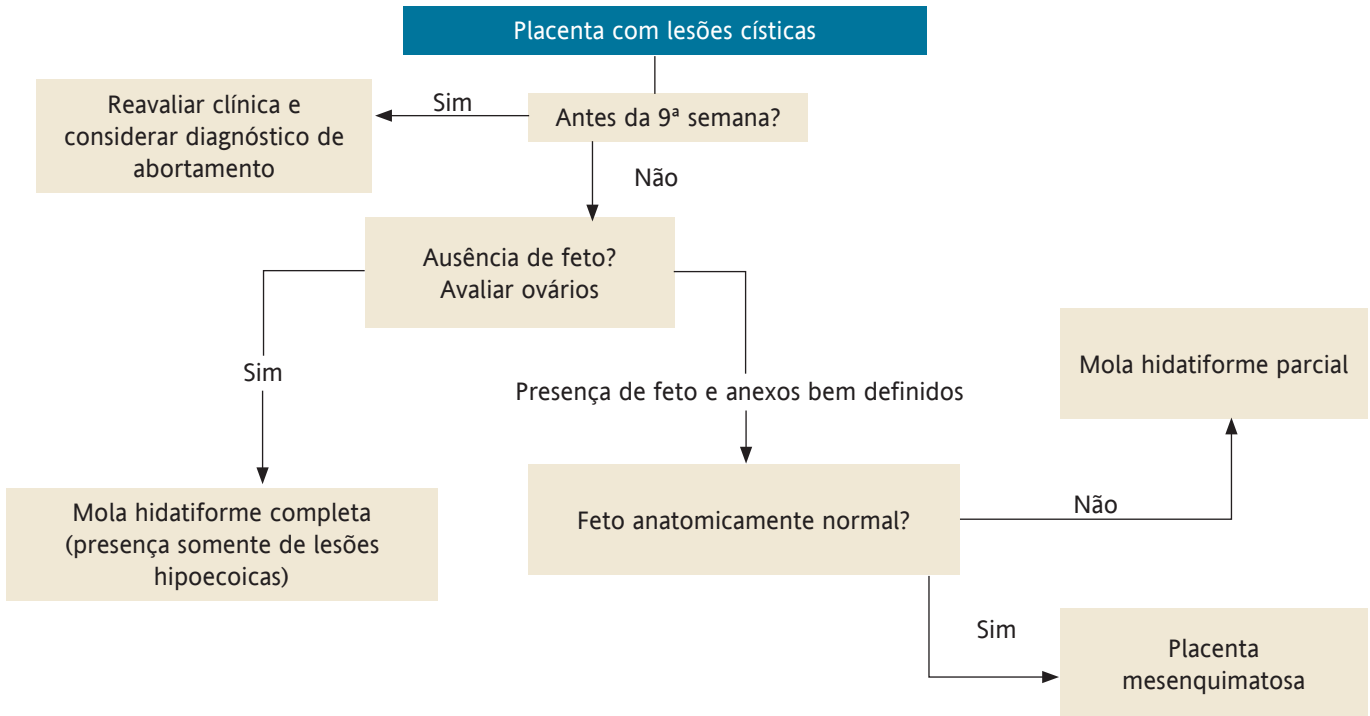 Placenta com lesões císticas
Antes da 9ª semana?
Sim
Reavaliar clínica e
considerar diagnóstico de
abortamento
Não
Ausência de feto?
Avaliar ovários
Sim
Mola hidatiforme completa
(presença somente de lesões
hipoecoicas)
Presença de feto e anexos bem definidos
Feto anatomicamente normal?
Não
Mola hidatiforme parcial
Sim
Placenta
mesenquimatosa